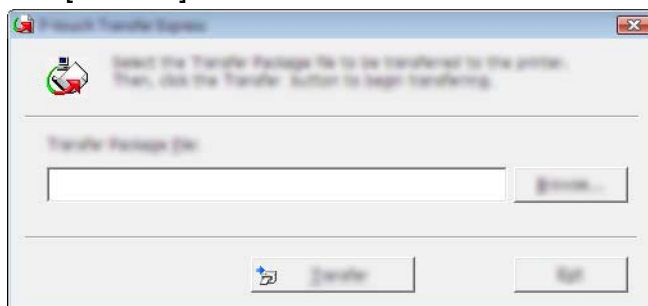 P-touch Transfer Express
Select the Transfer Package file to be transferred to the printer.
Then, click the Transfer button to begin transferring.
Transfer Package file:
Browse...
Transfer
Exit